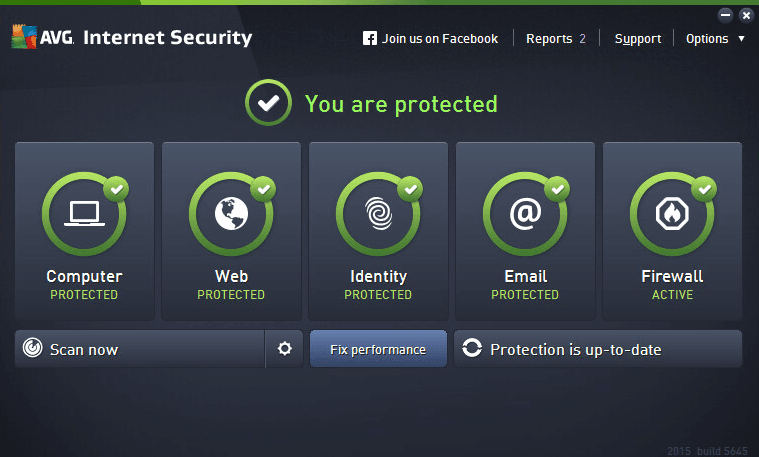 AVG Internet Security
Join us on Facebook
Reports 2
Support
Options
You are protected
Computer
PROTECTED
Web
PROTECTED
Identity
PROTECTED
@
Email
PROTECTED
Firewall
ACTIVE
Scan now
Fix performance
Protection is up-to-date
2015 build 5645